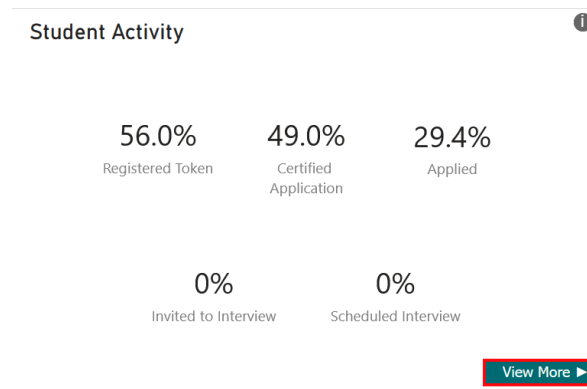 Student Activity
i
56.0% 49.0% 29.4%
Registered Token Certified Applied
Application
0% 0%
Invited to Interview Scheduled Interview
View More ►